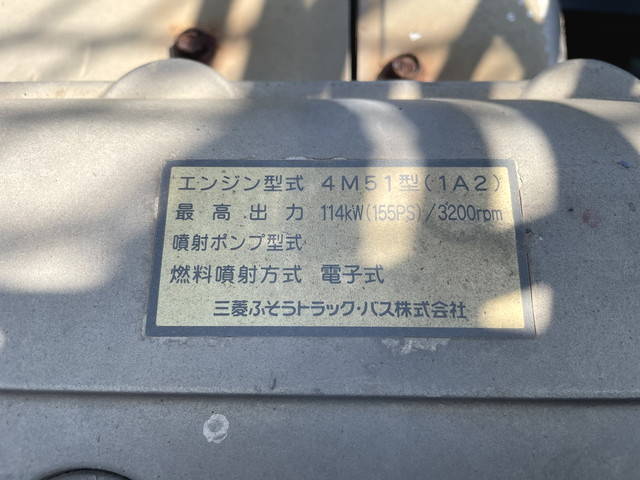 エンジン型式 4M51型(1A2)
最高出力 114kW(155PS)/3200rpm
噴射ポンプ型式
燃料噴射方式 電子式
三菱ふそうトラック・バス株式会社